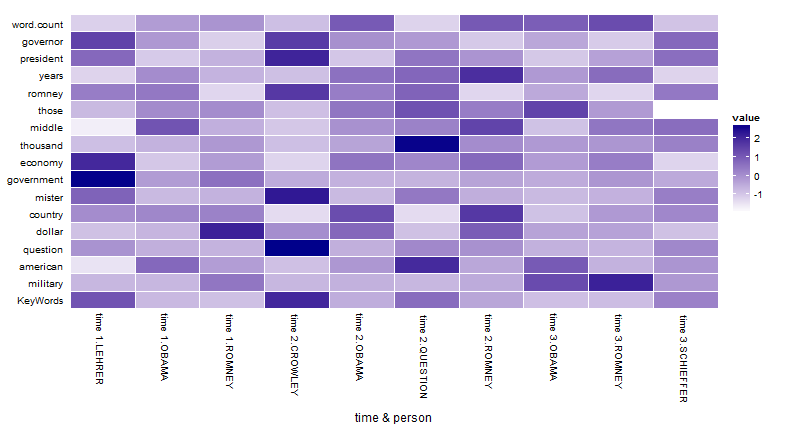 word.count
governor
president
years
romney
those
middle
thousand
economy
government
mister
country
dollar
question
american
military
KeyWords
time 1.LEHRER
time 1.OBAMA
time 1.ROMNEY
time 2.CROWLEY
time 2.OBAMA
time 2.QUESTION
time 2.ROMNEY
time 3.OBAMA
time 3.ROMNEY
time 3.SCHIEFFER
time & person
value
2
1
0
-1